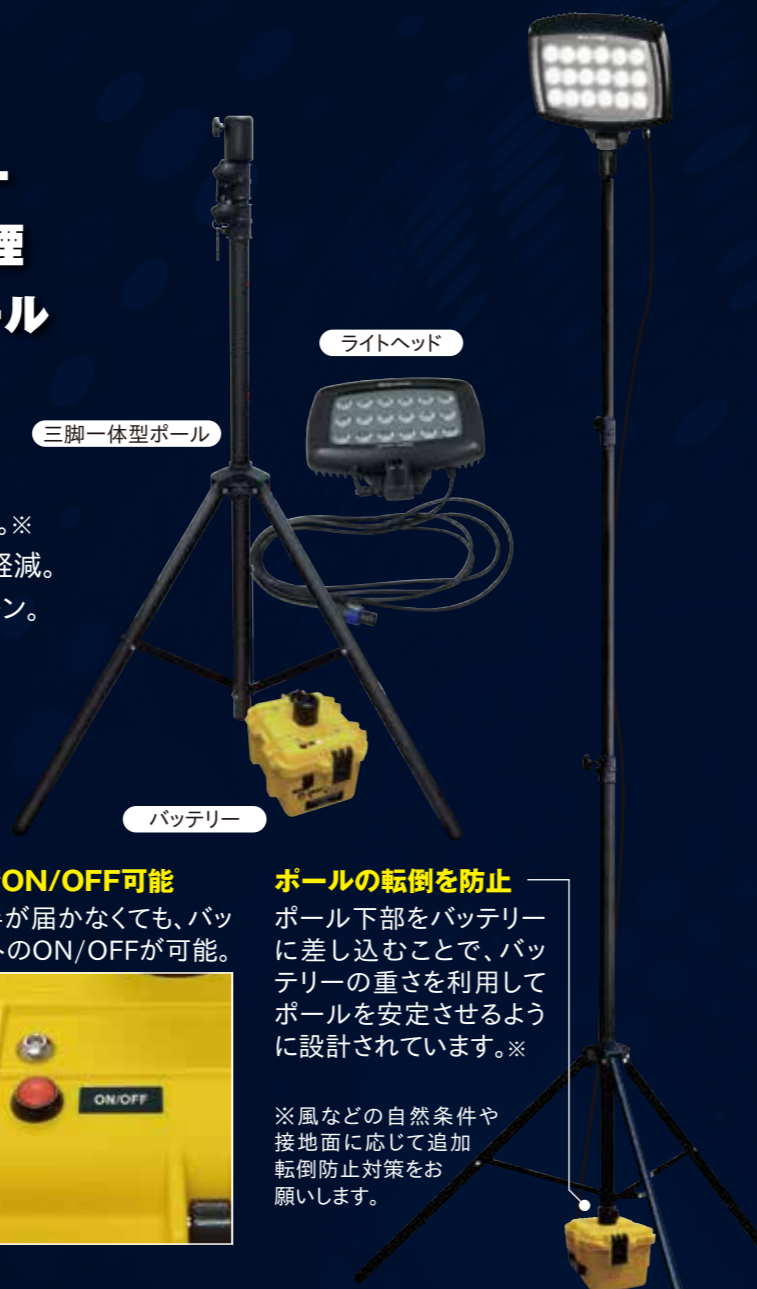 ー
煙
ール
ライトヘッド
三脚一体型ポール
。※
軽減。
ン。
バッテリー
ON/OFF可能
が届かなくても、バッ
トのON/OFFが可能。
ON/OFF
ポールの転倒を防止
ポール下部をバッテリー
に差し込むことで、バッ
テリーの重さを利用して
ポールを安定させるよう
に設計されています。※
※風などの自然条件や
接地面に応じて追加
転倒防止対策をお
願いします。